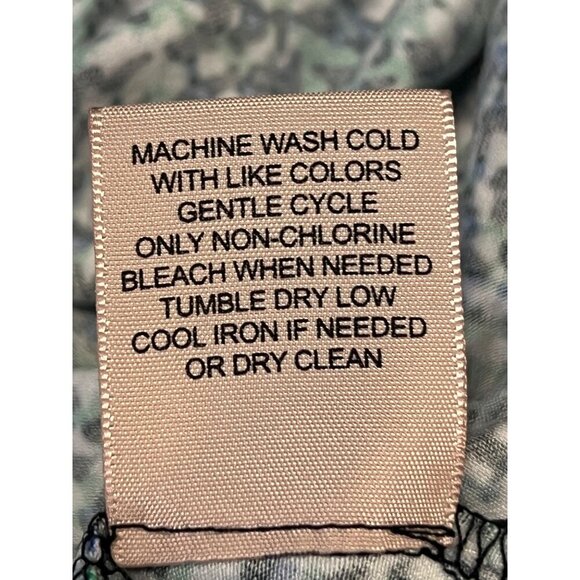 MACHINE WASH COLD
WITH LIKE COLORS
GENTLE CYCLE
ONLY NON-CHLORINE
BLEACH WHEN NEEDED
TUMBLE DRY LOW
COOL IRON IF NEEDED
OR DRY CLEAN